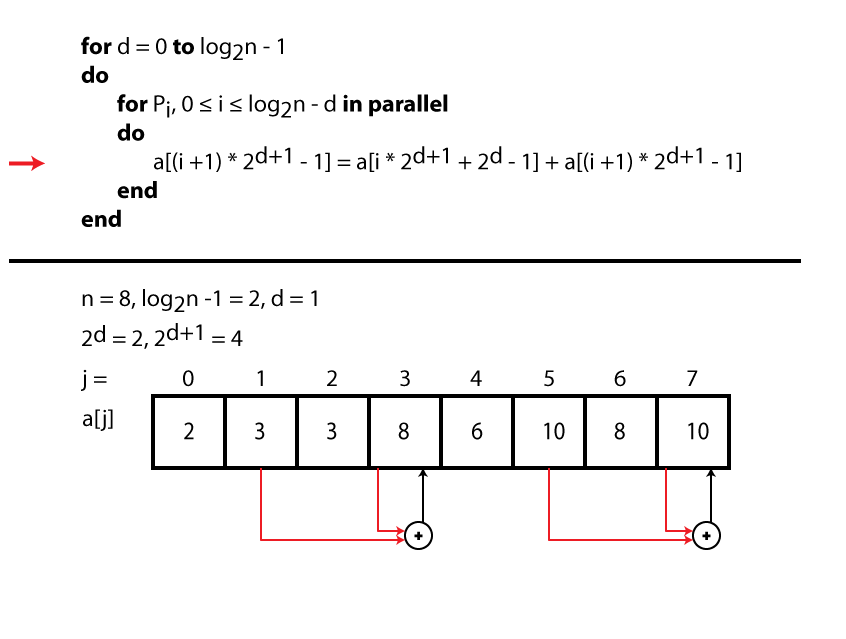 for d = 0 to log2n - 1
do
for Pi, 0 ≤ i ≤ log2n - d in parallel
do
a[(i +1) * 2d+1 - 1] = a[i * 2d+1 + 2d - 1] + a[(i +1) * 2d+1 - 1]
end
end
n = 8, log2n -1 = 2, d = 1
2d = 2, 2d+1 = 4
j = 0 1 2 3 4 5 6 7
a[j] 2 3 3 8 6 10 8 10
+ +